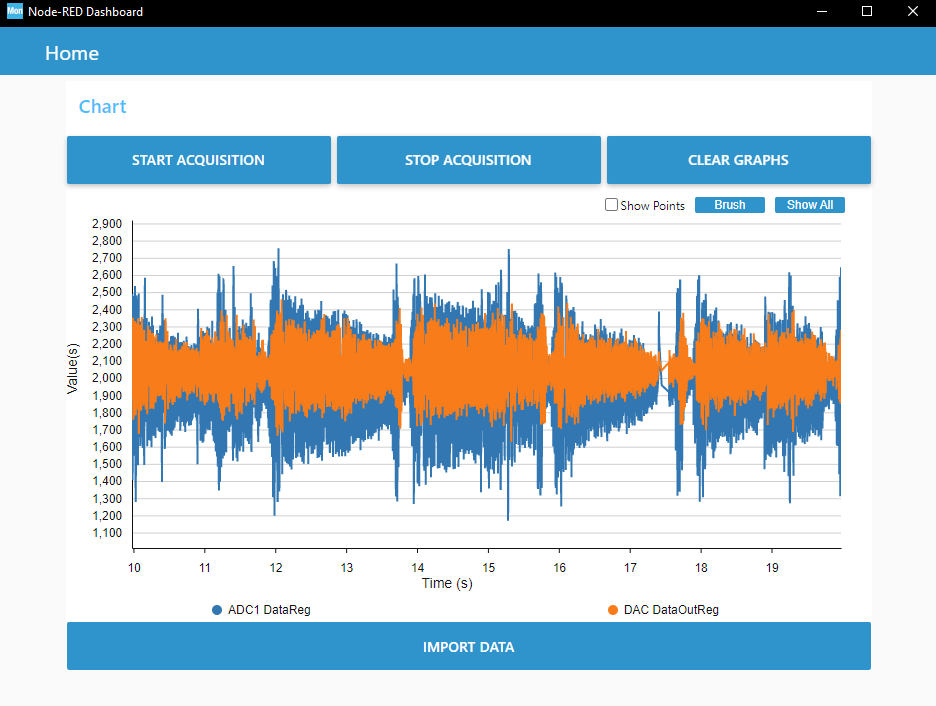 Mon Node-RED Dashboard
Home
Chart
START ACQUISITION STOP ACQUISITION CLEAR GRAPHS
Show Points Brush Show All
2,900
2,800
2,700
2,600
2,500
2,400
2,300
2,200
2,100
2,000
1,900
1,800
1,700
1,600
1,500
1,400
1,300
1,200
1,100
Value(s)
10 11 12 13 14 15 16 17 18 19
Time (s)
ADC1 DataReg DAC DataOutReg
IMPORT DATA